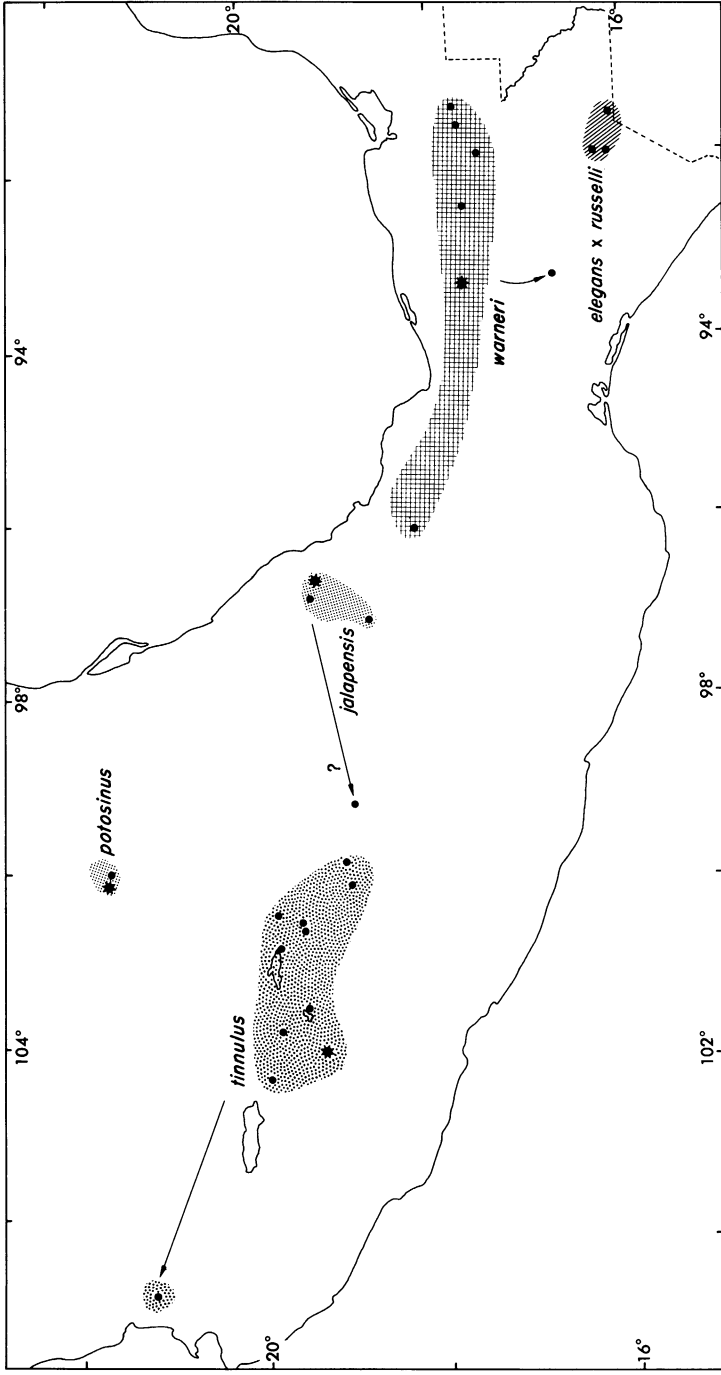 104°
98°
94°
20°
20°
potosinus
tinnulus
?
jalapensis
warneri
elegans x russelli
16°
16°
102°
98°
94°